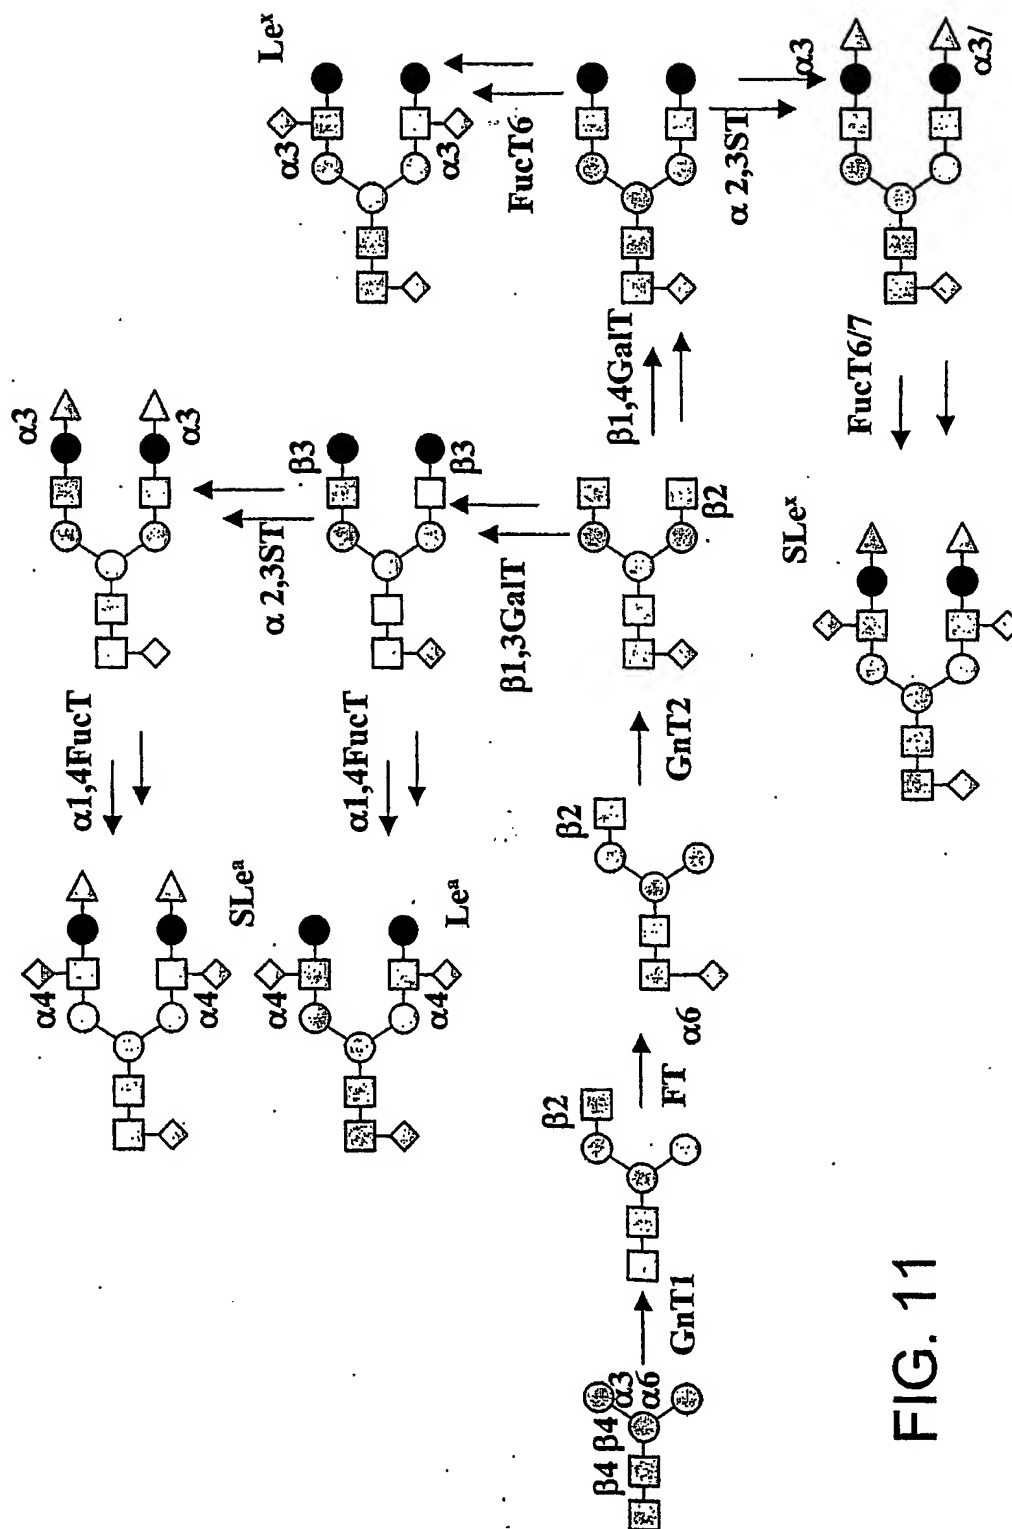 α1,4FucT
α4
α4
SLeᵃ
α 2,3ST
α3
α3
α1,4FucT
α4
α4
Leᵃ
β1,3GalT
β3
β3
Leˣ
α3
α3
FucT6
β4 β4
α3
α6
GnT1
β2
FT
β2
α6
GnT2
β2
β1,4GalT
α 2,3ST
α3
α3/
FucT6/7
SLeˣ
FIG. 11